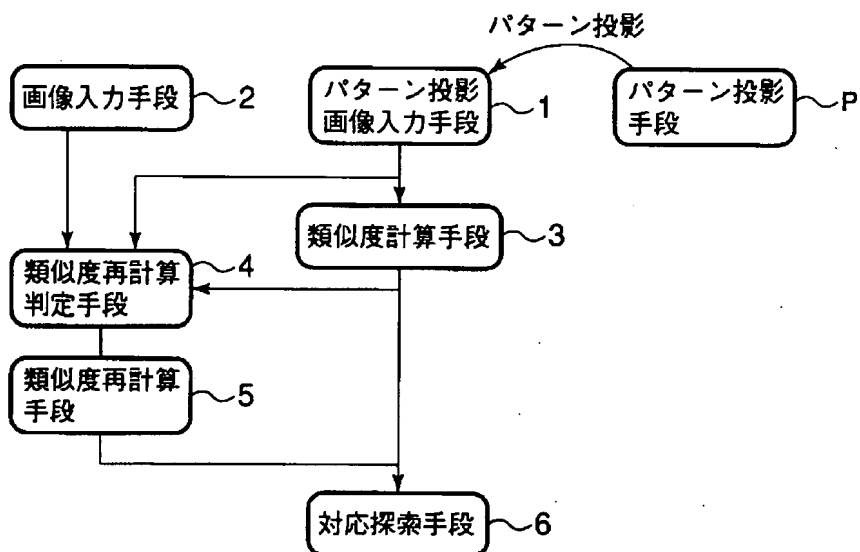 パターン投影
画像入力手段
2
パターン投影
画像入力手段
1
パターン投影
手段
P
類似度計算手段
3
類似度再計算
判定手段
4
類似度再計算
手段
5
対応探索手段
6